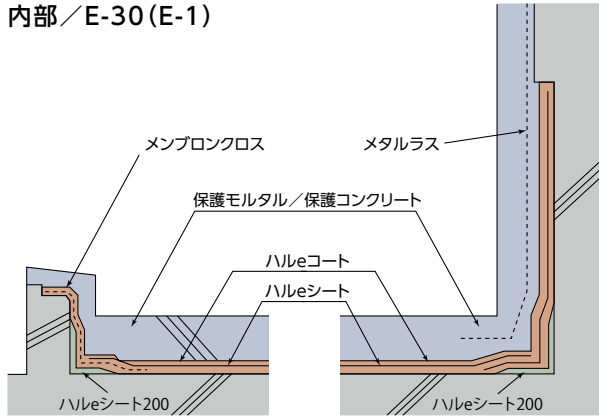 内部／E-30(E-1)
メンブロンクロス
メタルラス
保護モルタル／保護コンクリート
ハルeコート
ハルeシート
ハルeシート200
ハルeシート200